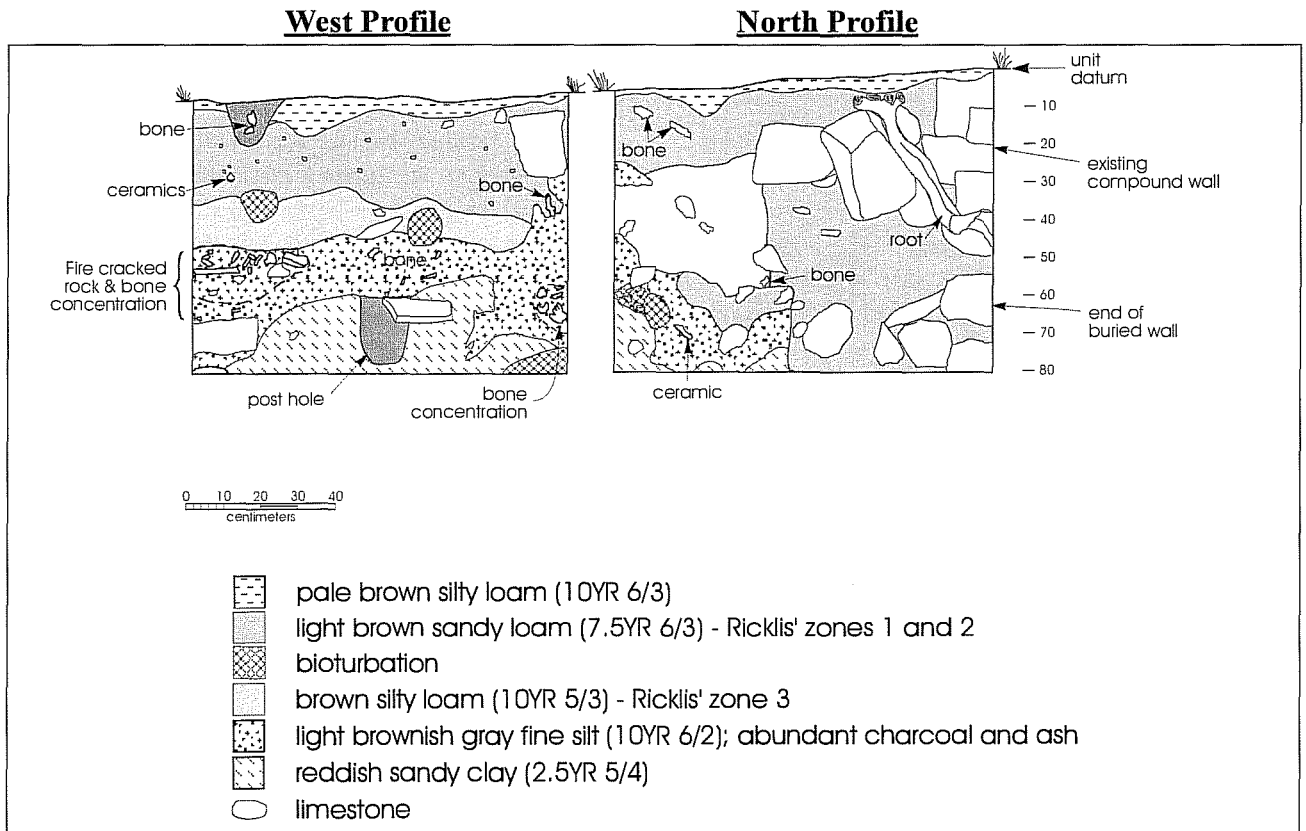 West Profile
North Profile
bone
ceramics
Fire cracked
rock & bone
concentration
bone
bone
post hole
bone
concentration
bone
bone
root
ceramic
unit
datum
– 10
– 20
existing
compound wall
– 30
– 40
– 50
– 60
end of
buried wall
– 70
– 80
0 10 20 30 40
centimeters
pale brown silty loam (10YR 6/3)
light brown sandy loam (7.5YR 6/3) - Ricklis' zones 1 and 2
bioturbation
brown silty loam (10YR 5/3) - Ricklis' zone 3
light brownish gray fine silt (10YR 6/2); abundant charcoal and ash
reddish sandy clay (2.5YR 5/4)
limestone